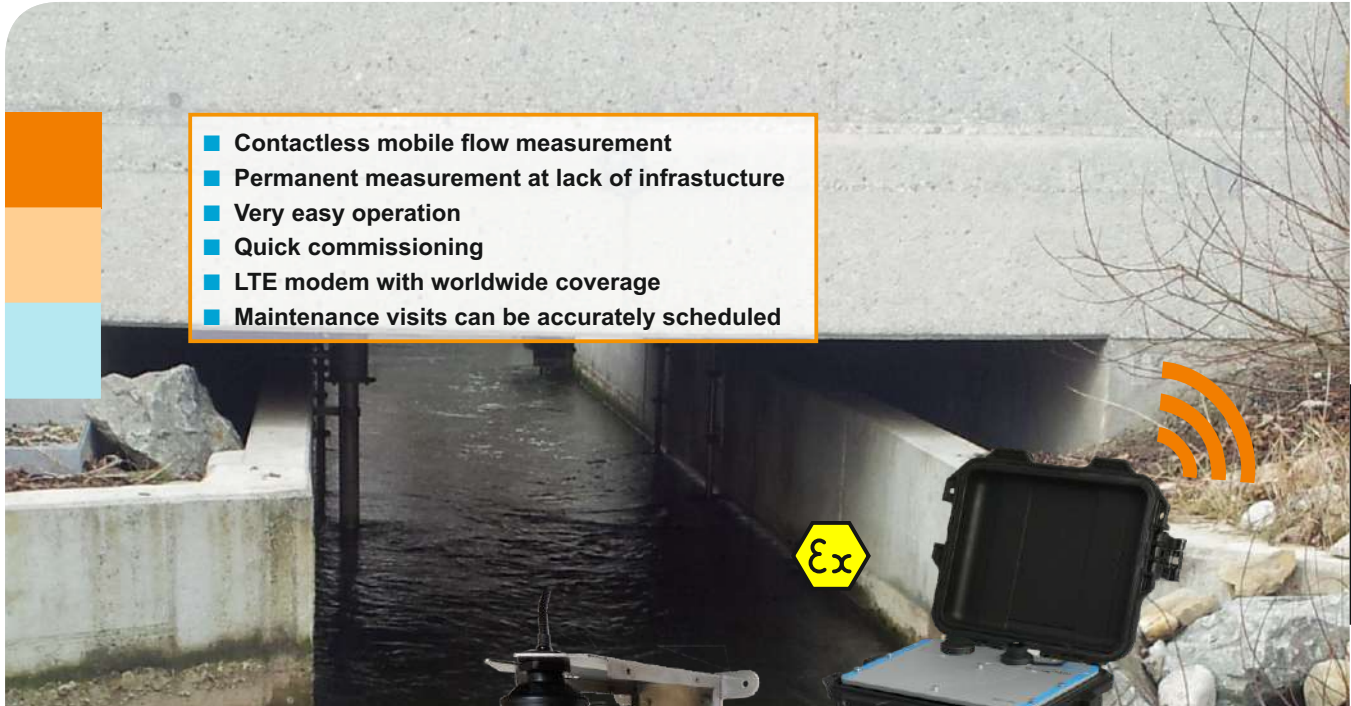 Contactless mobile flow measurement
Permanent measurement at lack of infrastucture
Very easy operation
Quick commissioning
LTE modem with worldwide coverage
Maintenance visits can be accurately scheduled
Ex